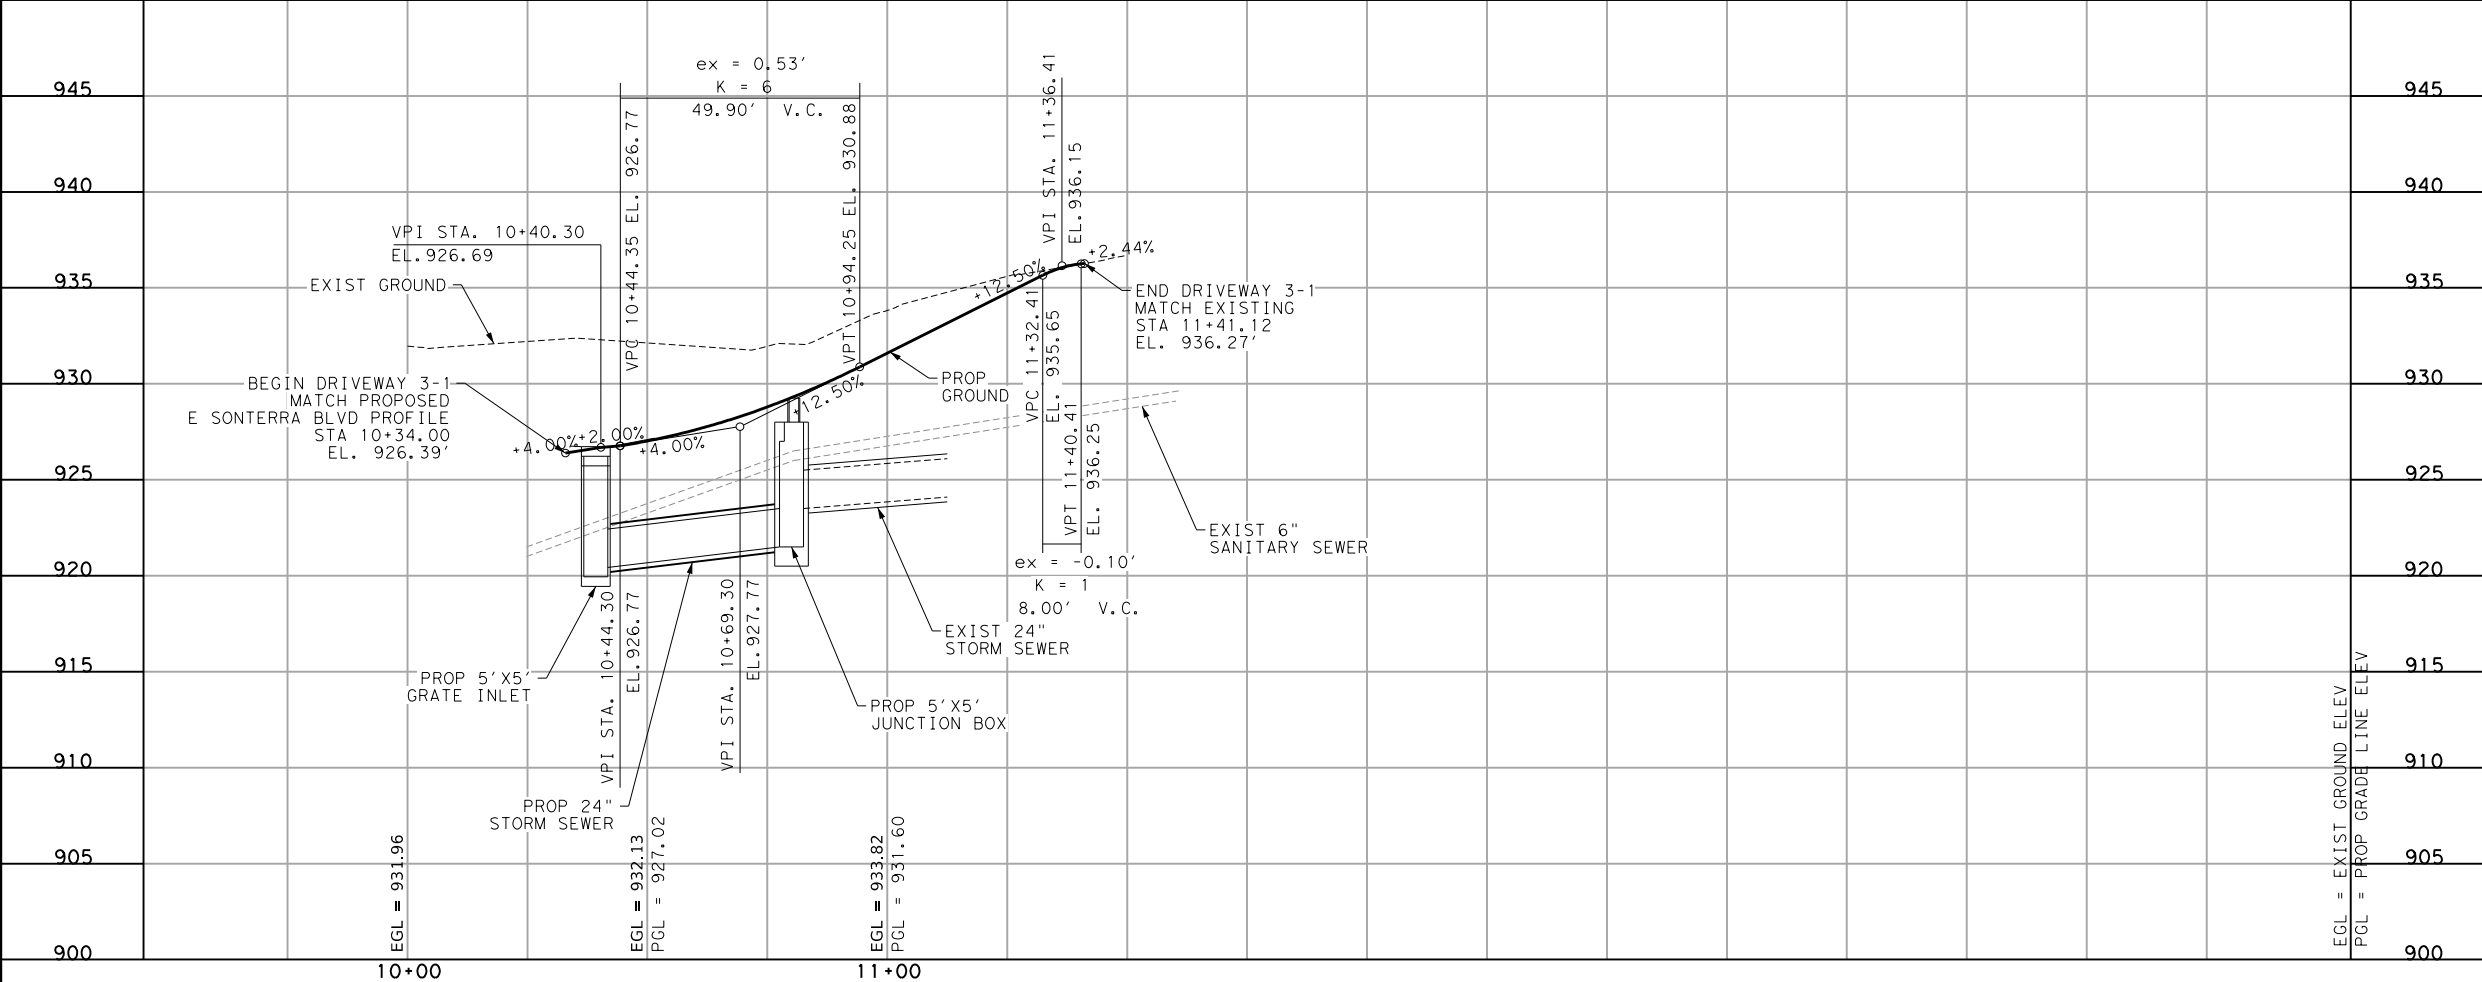 ex = 0.53'
K = 6
49.90' V.C.
945
945
940
940
935
935
930
930
925
925
920
920
915
915
910
910
905
905
900
900
VPI STA. 10+40.30
EL.926.69
EXIST GROUND
BEGIN DRIVEWAY 3-1
MATCH PROPOSED
E SONTERRA BLVD PROFILE
STA 10+34.00
EL. 926.39'
+4.00%
+2.00%
+4.00%
VPC 10+44.35 EL. 926.77
VPT 10+94.25 EL. 930.88
+12.50%
+12.50%
VPI STA. 11+36.41
EL.936.15
+2.44%
END DRIVEWAY 3-1
MATCH EXISTING
STA 11+41.12
EL. 936.27'
PROP
GROUND
VPC 11+32.41
EL. 935.65
VPT 11+40.41
EL. 936.25
ex = -0.10'
K = 1
8.00' V.C.
EXIST 6"
SANITARY SEWER
EXIST 24"
STORM SEWER
PROP 5'X5'
JUNCTION BOX
PROP 5'X5'
GRATE INLET
VPI STA. 10+44.30
EL.926.77
VPI STA. 10+69.30
EL.927.77
PROP 24"
STORM SEWER
EGL = 931.96
EGL = 932.13
PGL = 927.02
EGL = 933.82
PGL = 931.60
EGL = EXIST GROUND ELEV
PGL = PROP GRADE LINE ELEV
10+00
11+00